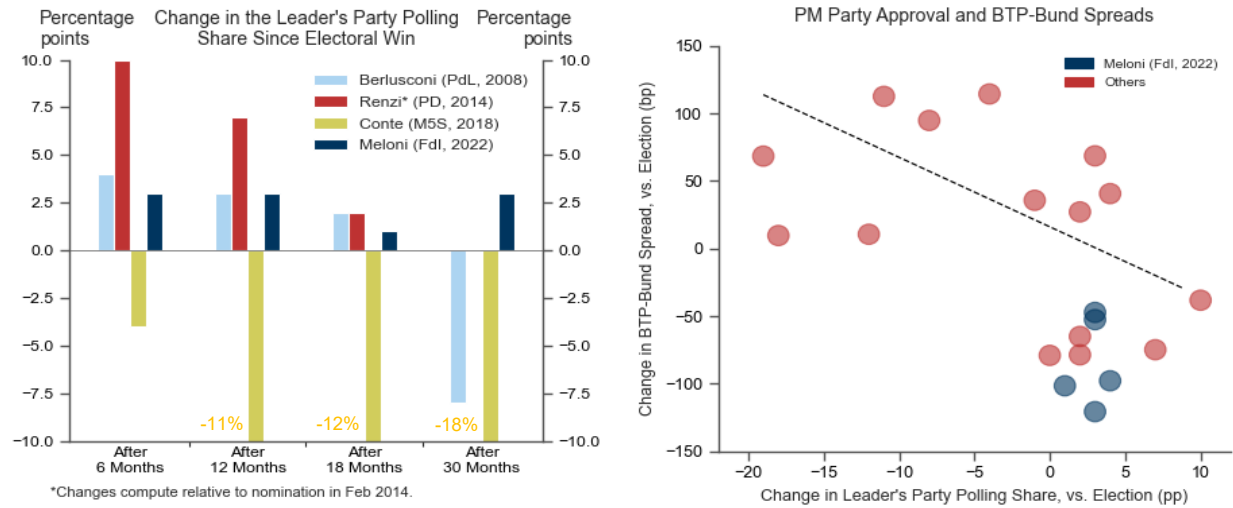 Percentage points
Change in the Leader's Party Polling Share Since Electoral Win
Percentage points
10.0
7.5
5.0
2.5
0.0
−2.5
−5.0
−7.5
−10.0
Berlusconi (PdL, 2008)
Renzi* (PD, 2014)
Conte (M5S, 2018)
Meloni (FdI, 2022)
10.0
7.5
5.0
2.5
0.0
−2.5
−5.0
−7.5
−10.0
-11%
-12%
-18%
After 6 Months
After 12 Months
After 18 Months
After 30 Months
*Changes compute relative to nomination in Feb 2014.
PM Party Approval and BTP-Bund Spreads
Change in BTP-Bund Spread, vs. Election (bp)
150
100
50
0
−50
−100
−150
Meloni (FdI, 2022)
Others
−20
−15
−10
−5
0
5
10
Change in Leader's Party Polling Share, vs. Election (pp)